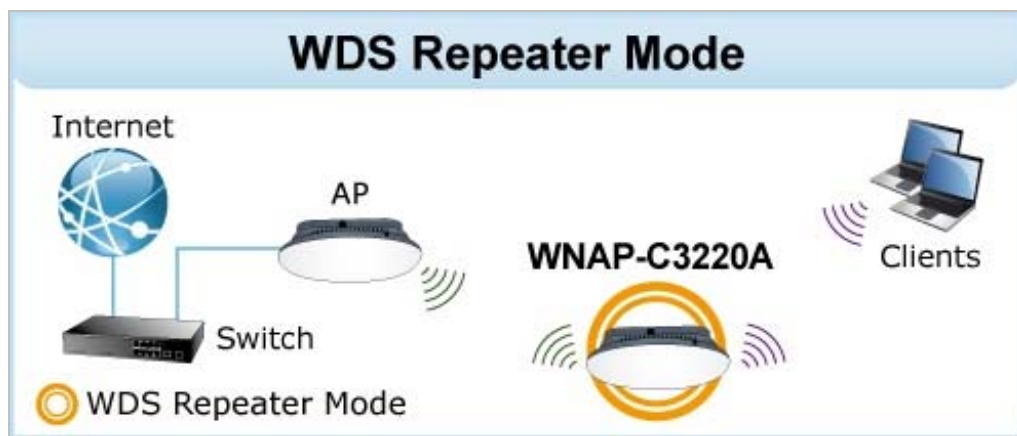 WDS Repeater Mode
Internet
AP
WNAP-C3220A
Clients
Switch
WDS Repeater Mode